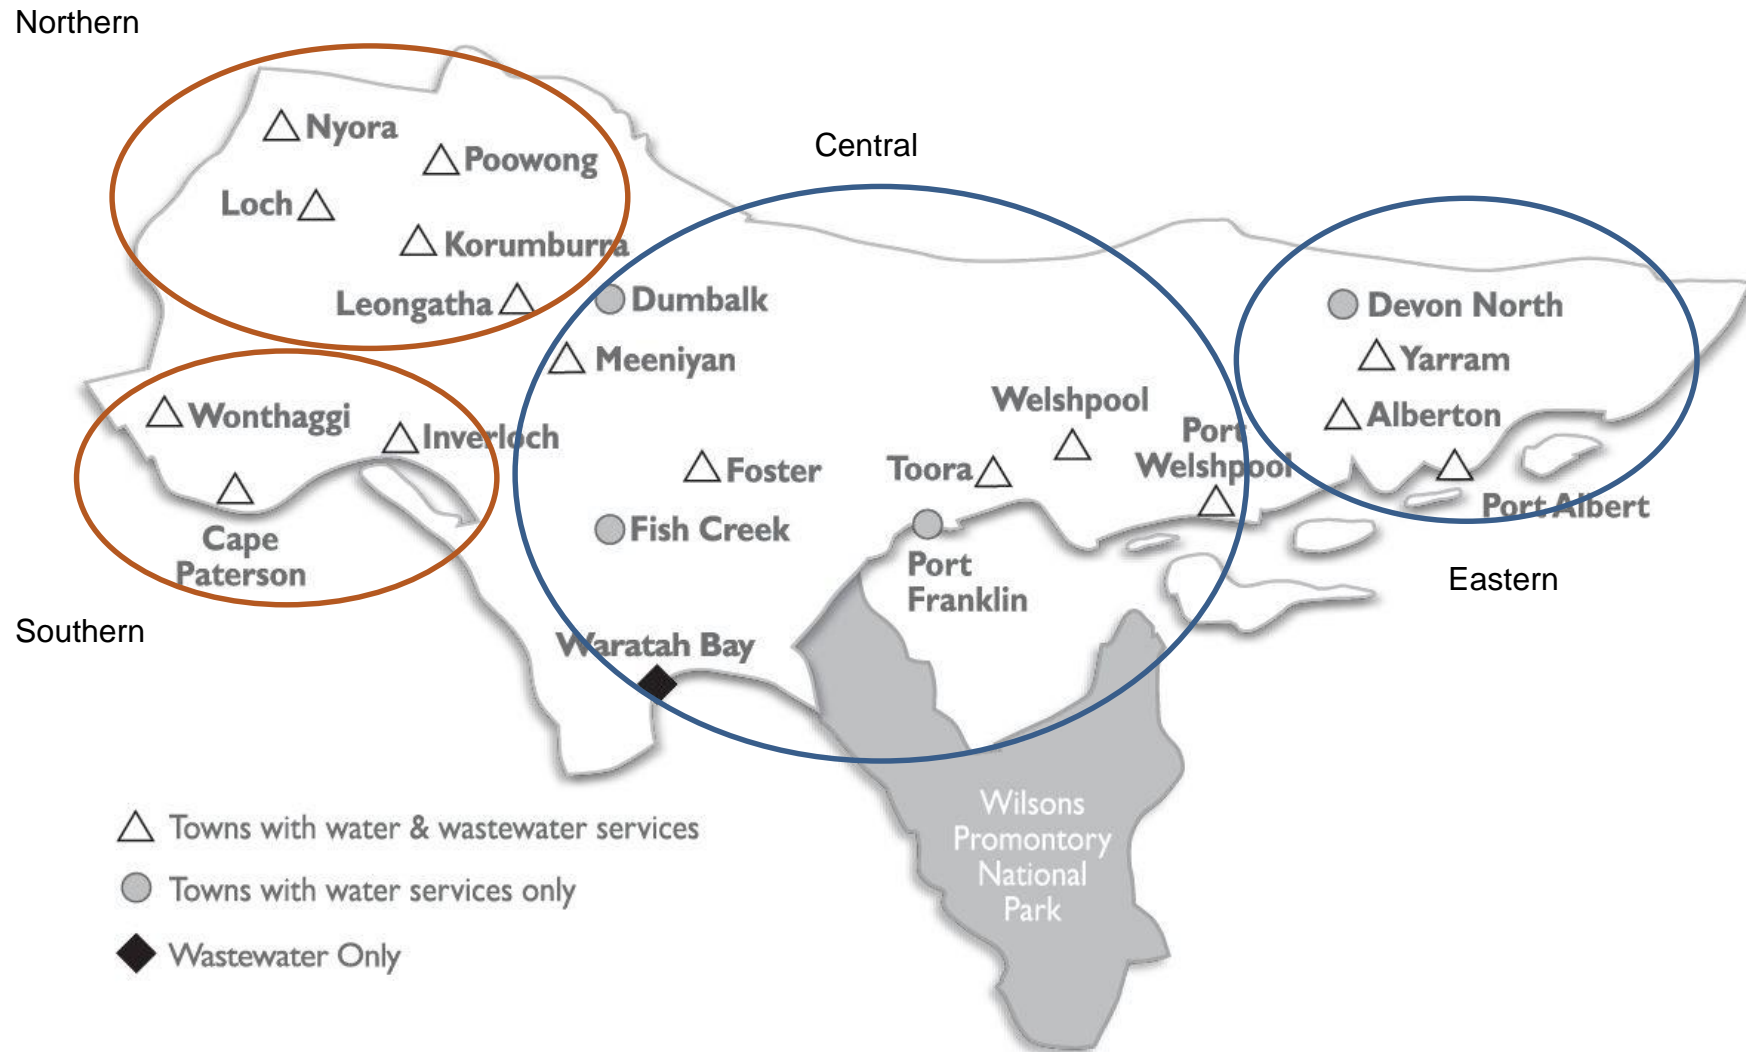 Northern
Nyora
Poowong
Loch
Korumburra
Leongatha
Central
Dumbalk
Meeniyan
Devon North
Yarram
Alberton
Port Albert
Welshpool
Port
Welshpool
Toora
Foster
Fish Creek
Port
Franklin
Waratah Bay
Eastern
Wonthaggi
Inverloch
Cape
Paterson
Southern
Wilsons
Promontory
National
Park
Towns with water & wastewater services
Towns with water services only
Wastewater Only